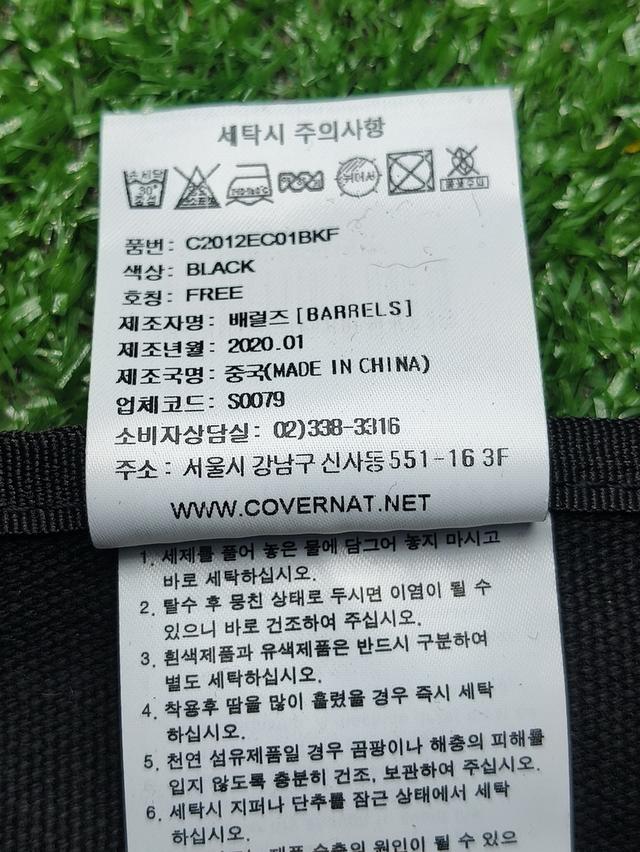 세탁시 주의사항
30°
중성
품번: C2012EC01BKF
색상: BLACK
호칭: FREE
제조자명: 배럴즈 [BARRELS]
제조년월: 2020.01
제조국명: 중국(MADE IN CHINA)
업체코드: S0079
소비자상담실: 02)338-3316
주소: 서울시 강남구 신사동 551-16 3F
WWW.COVERNAT.NET
1. 세제를 풀어 놓은 물에 담그어 놓지 마시고
바로 세탁하십시오.
2. 탈수 후 뭉친 상태로 두시면 이염이 될 수
있으니 바로 건조하여 주십시오.
3. 흰색제품과 유색제품은 반드시 구분하여
별도 세탁하십시오.
4. 착용후 땀을 많이 흘렸을 경우 즉시 세탁
하십시오.
5. 천연 섬유제품일 경우 곰팡이나 해충의 피해를
입지 않도록 충분히 건조, 보관하여 주십시오.
6. 세탁시 지퍼나 단추를 잠근 상태에서 세탁
하십시오.
제품 손출의 원인이 될 수 있으